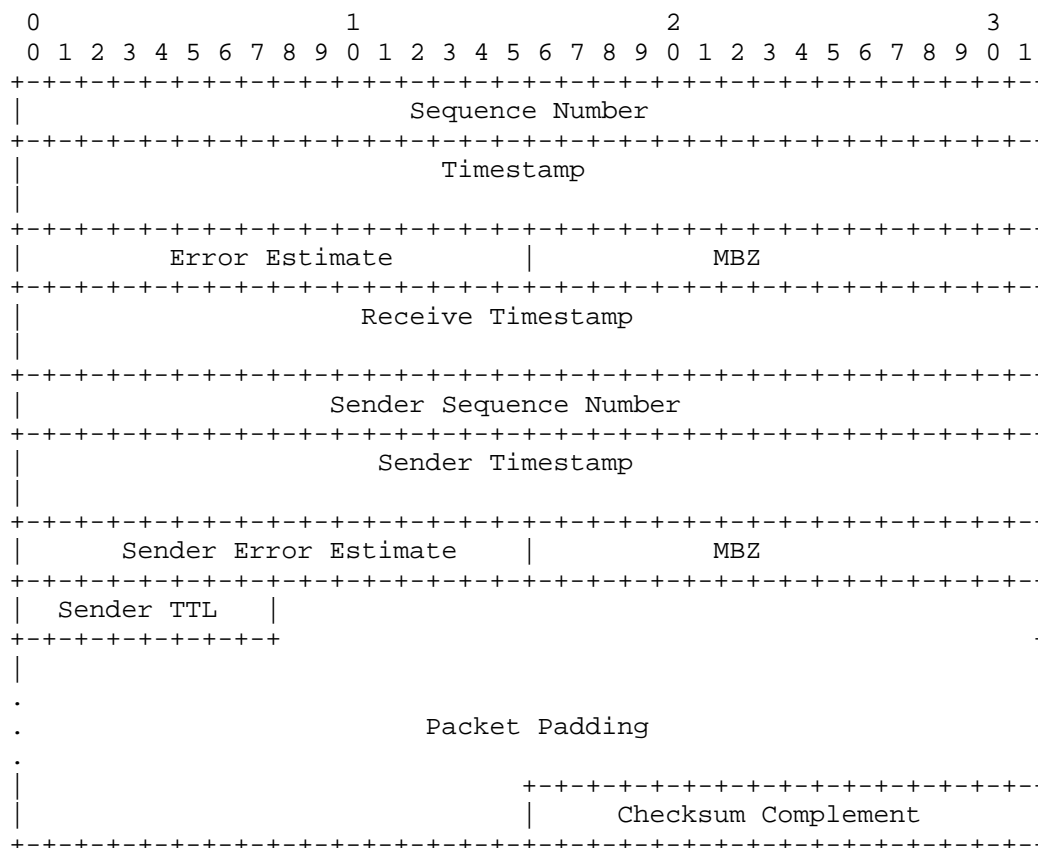 0                   1                   2                   3
 0 1 2 3 4 5 6 7 8 9 0 1 2 3 4 5 6 7 8 9 0 1 2 3 4 5 6 7 8 9 0 1
+-+-+-+-+-+-+-+-+-+-+-+-+-+-+-+-+-+-+-+-+-+-+-+-+-+-+-+-+-+-+-+-+-
|                        Sequence Number
+-+-+-+-+-+-+-+-+-+-+-+-+-+-+-+-+-+-+-+-+-+-+-+-+-+-+-+-+-+-+-+-+-
|                          Timestamp
|
+-+-+-+-+-+-+-+-+-+-+-+-+-+-+-+-+-+-+-+-+-+-+-+-+-+-+-+-+-+-+-+-+-
|         Error Estimate        |           MBZ
+-+-+-+-+-+-+-+-+-+-+-+-+-+-+-+-+-+-+-+-+-+-+-+-+-+-+-+-+-+-+-+-+-
|                     Receive Timestamp
|
+-+-+-+-+-+-+-+-+-+-+-+-+-+-+-+-+-+-+-+-+-+-+-+-+-+-+-+-+-+-+-+-+-
|                   Sender Sequence Number
+-+-+-+-+-+-+-+-+-+-+-+-+-+-+-+-+-+-+-+-+-+-+-+-+-+-+-+-+-+-+-+-+-
|                      Sender Timestamp
|
+-+-+-+-+-+-+-+-+-+-+-+-+-+-+-+-+-+-+-+-+-+-+-+-+-+-+-+-+-+-+-+-+-
|      Sender Error Estimate    |           MBZ
+-+-+-+-+-+-+-+-+-+-+-+-+-+-+-+-+-+-+-+-+-+-+-+-+-+-+-+-+-+-+-+-+-
|  Sender TTL   |
+-+-+-+-+-+-+-+-+                                               -
|
.
.                         Packet Padding
.
|                               +-+-+-+-+-+-+-+-+-+-+-+-+-+-+-+-+-
|                               |     Checksum Complement
+-+-+-+-+-+-+-+-+-+-+-+-+-+-+-+-+-+-+-+-+-+-+-+-+-+-+-+-+-+-+-+-+-